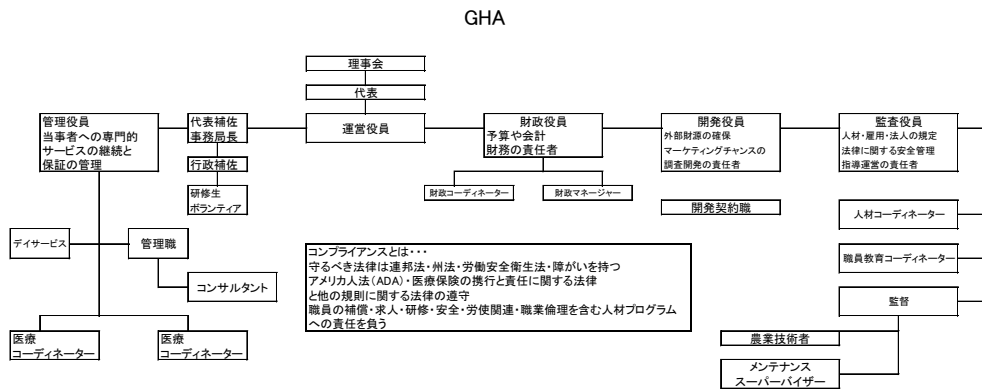 GHA
理事会
代表
管理役員
当事者への専門的
サービスの継続と
保証の管理
代表補佐
事務局長
運営役員
財政役員
予算や会計
財務の責任者
開発役員
外部財源の確保
マーケティングチャンスの
調査開発の責任者
監査役員
人材・雇用・法人の規定
法律に関する安全管理
指導運営の責任者
行政補佐
研修生
ボランティア
財政コーディネーター
財政マネージャー
開発契約職
人材コーディネーター
デイサービス
管理職
コンプライアンスとは・・・
守るべき法律は連邦法・州法・労働安全衛生法・障がいを持つ
アメリカ人法(ADA)・医療保険の携行と責任に関する法律
と他の規則に関する法律の遵守
職員の補償・求人・研修・安全・労使関連・職業倫理を含む人材プログラム
への責任を負う
職員教育コーディネーター
コンサルタント
監督
医療
コーディネーター
医療
コーディネーター
農業技術者
メンテナンス
スーパーバイザー